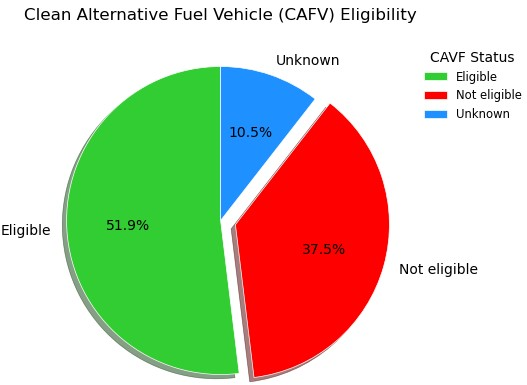 Clean Alternative Fuel Vehicle (CAFV) Eligibility
Unknown
CAVF Status
Eligible
Not eligible
Unknown
10.5%
Eligible
51.9%
37.5%
Not eligible